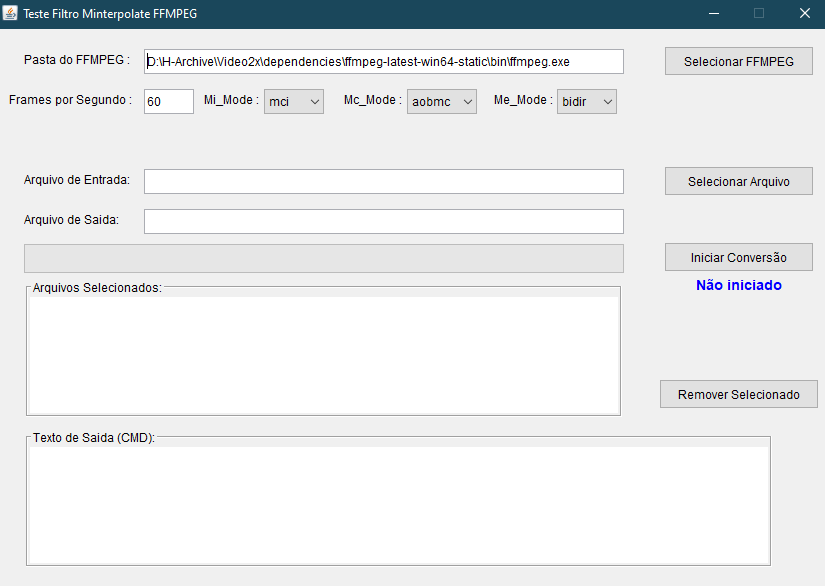 Teste Filtro Minterpolate FFMPEG
Pasta do FFMPEG : D:\H-Archive\Video2x\dependencies\ffmpeg-latest-win64-static\bin\ffmpeg.exe Selecionar FFMPEG
Frames por Segundo : 60 Mi_Mode : mci Mc_Mode : aobmc Me_Mode : bidir
Arquivo de Entrada: Selecionar Arquivo
Arquivo de Saida:
Iniciar Conversão
Não iniciado
Arquivos Selecionados:
Remover Selecionado
Texto de Saida (CMD):